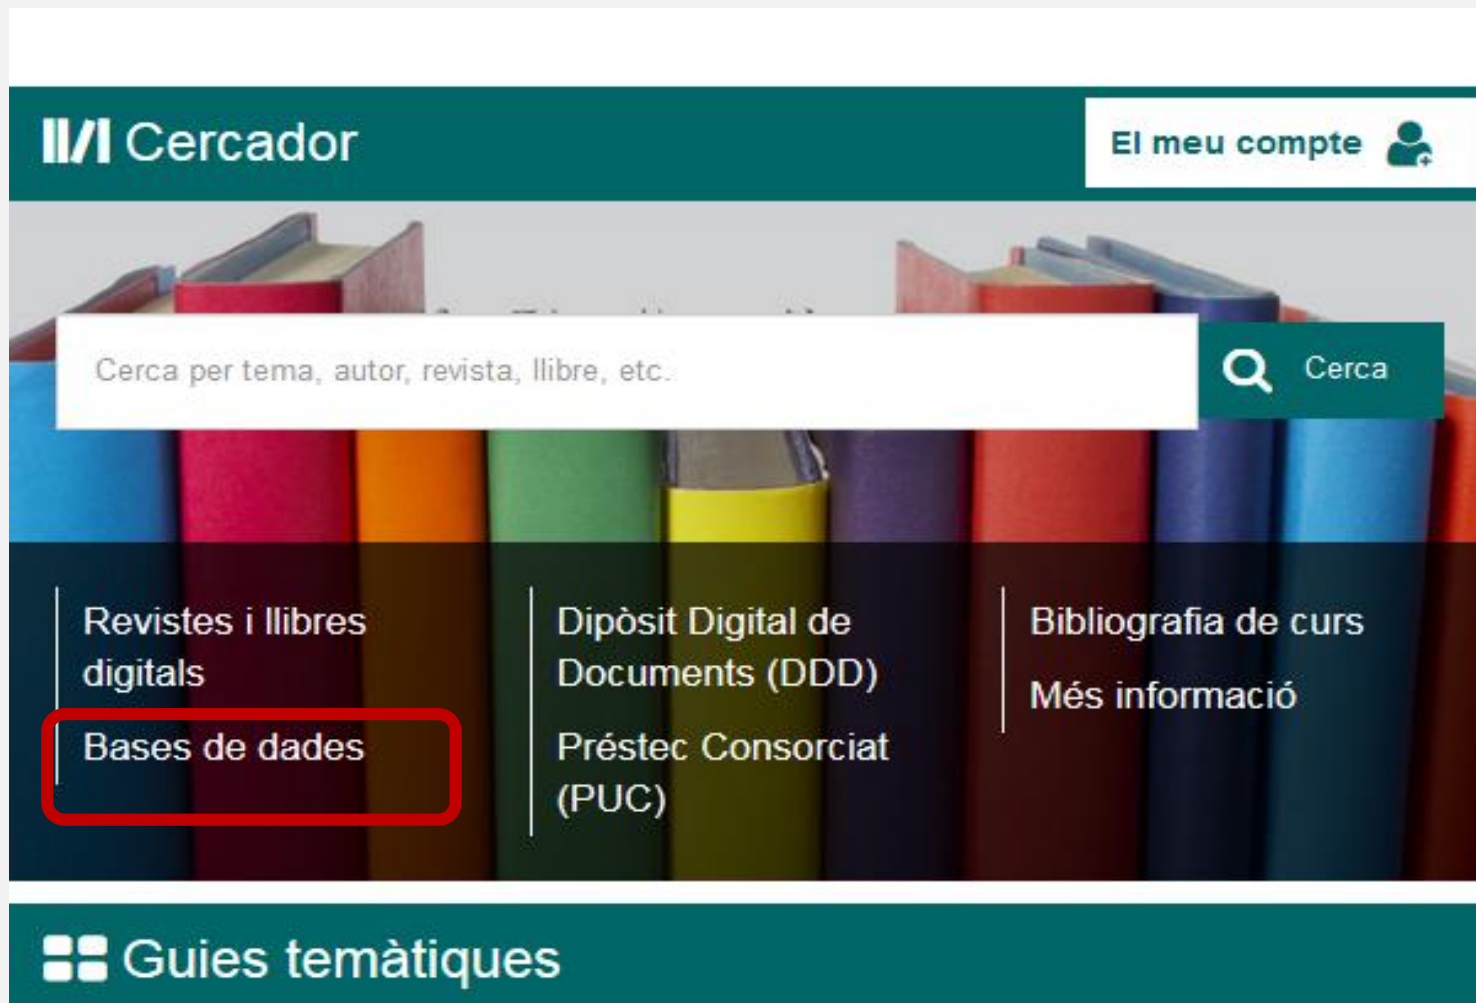 Cercador
El meu compte
Cerca per tema, autor, revista, llibre, etc.
Cerca
Revistes i llibres
digitals
Bases de dades
Dipòsit Digital de
Documents (DDD)
Préstec Consorciat
(PUC)
Bibliografia de curs
Més informació
Guies temàtiques